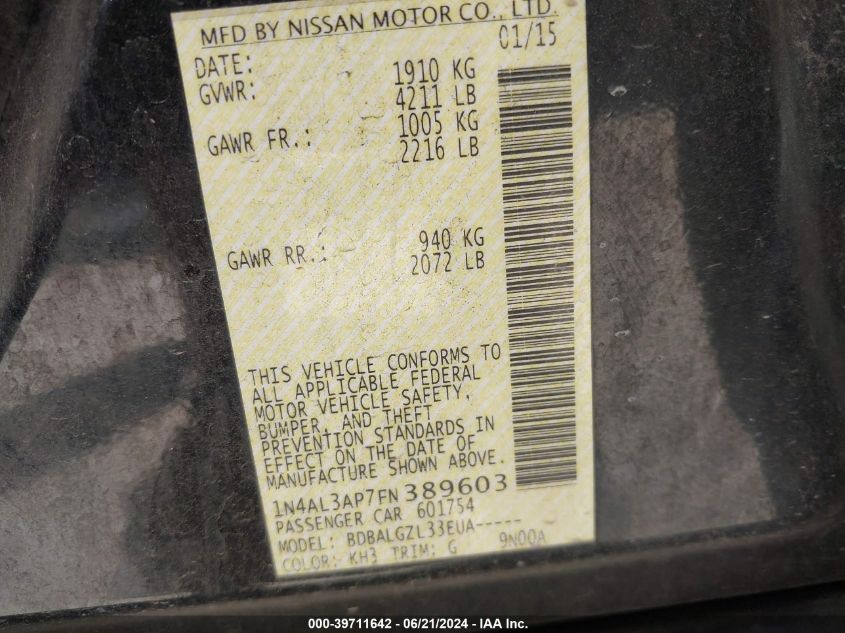 MFD BY NISSAN MOTOR CO., LTD.
DATE: 01/15
GVWR: 1910 KG
4211 LB
GAWR FR.: 1005 KG
2216 LB
GAWR RR.: 940 KG
2072 LB
THIS VEHICLE CONFORMS TO
ALL APPLICABLE FEDERAL
MOTOR VEHICLE SAFETY,
BUMPER, AND THEFT
PREVENTION STANDARDS IN
EFFECT ON THE DATE OF
MANUFACTURE SHOWN ABOVE.
1N4AL3AP7FN389603
PASSENGER CAR 601754
MODEL: BDBALGZL33EUA-----
COLOR: KH3 TRIM: G 9N00A
000-39711642 - 06/21/2024 - IAA Inc.